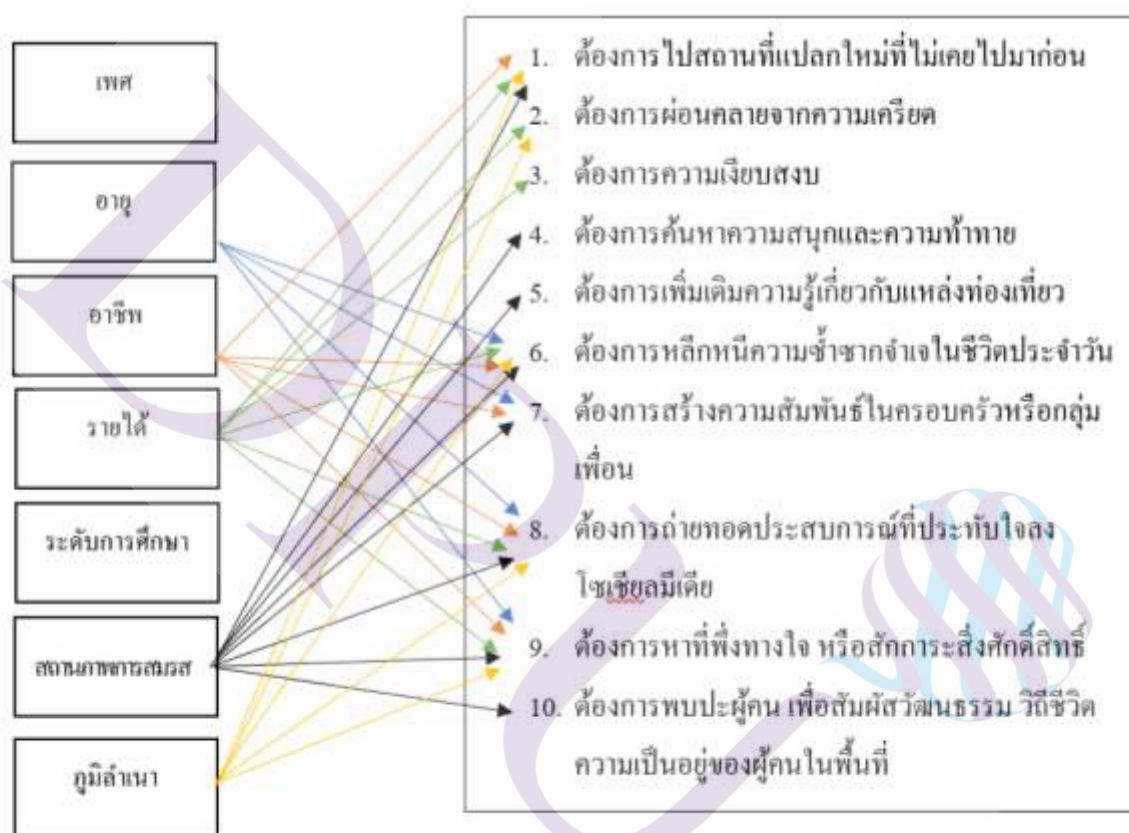 เพศ
อายุ
อาชีพ
รายได้
ระดับการศึกษา
สถานภาพการสมรส
ภูมิลำเนา
1. ต้องการไปสถานที่แปลกใหม่ที่ไม่เคยไปมาก่อน
2. ต้องการผ่อนคลายจากความเครียด
3. ต้องการความเงียบสงบ
4. ต้องการค้นหาความสนุกและความท้าทาย
5. ต้องการเพิ่มเติมความรู้เกี่ยวกับแหล่งท่องเที่ยว
6. ต้องการหลีกหนีความซ้ำซากจำเจในชีวิตประจำวัน
7. ต้องการสร้างความสัมพันธ์ในครอบครัวหรือกลุ่ม
เพื่อน
8. ต้องการถ่ายทอดประสบการณ์ที่ประทับใจลง
โซเชียลมีเดีย
9. ต้องการหาที่พึ่งทางใจ หรือสักการะสิ่งศักดิ์สิทธิ์
10. ต้องการพบปะผู้คน เพื่อสัมผัสวัฒนธรรม วิถีชีวิต
ความเป็นอยู่ของผู้คนในพื้นที่
DPU